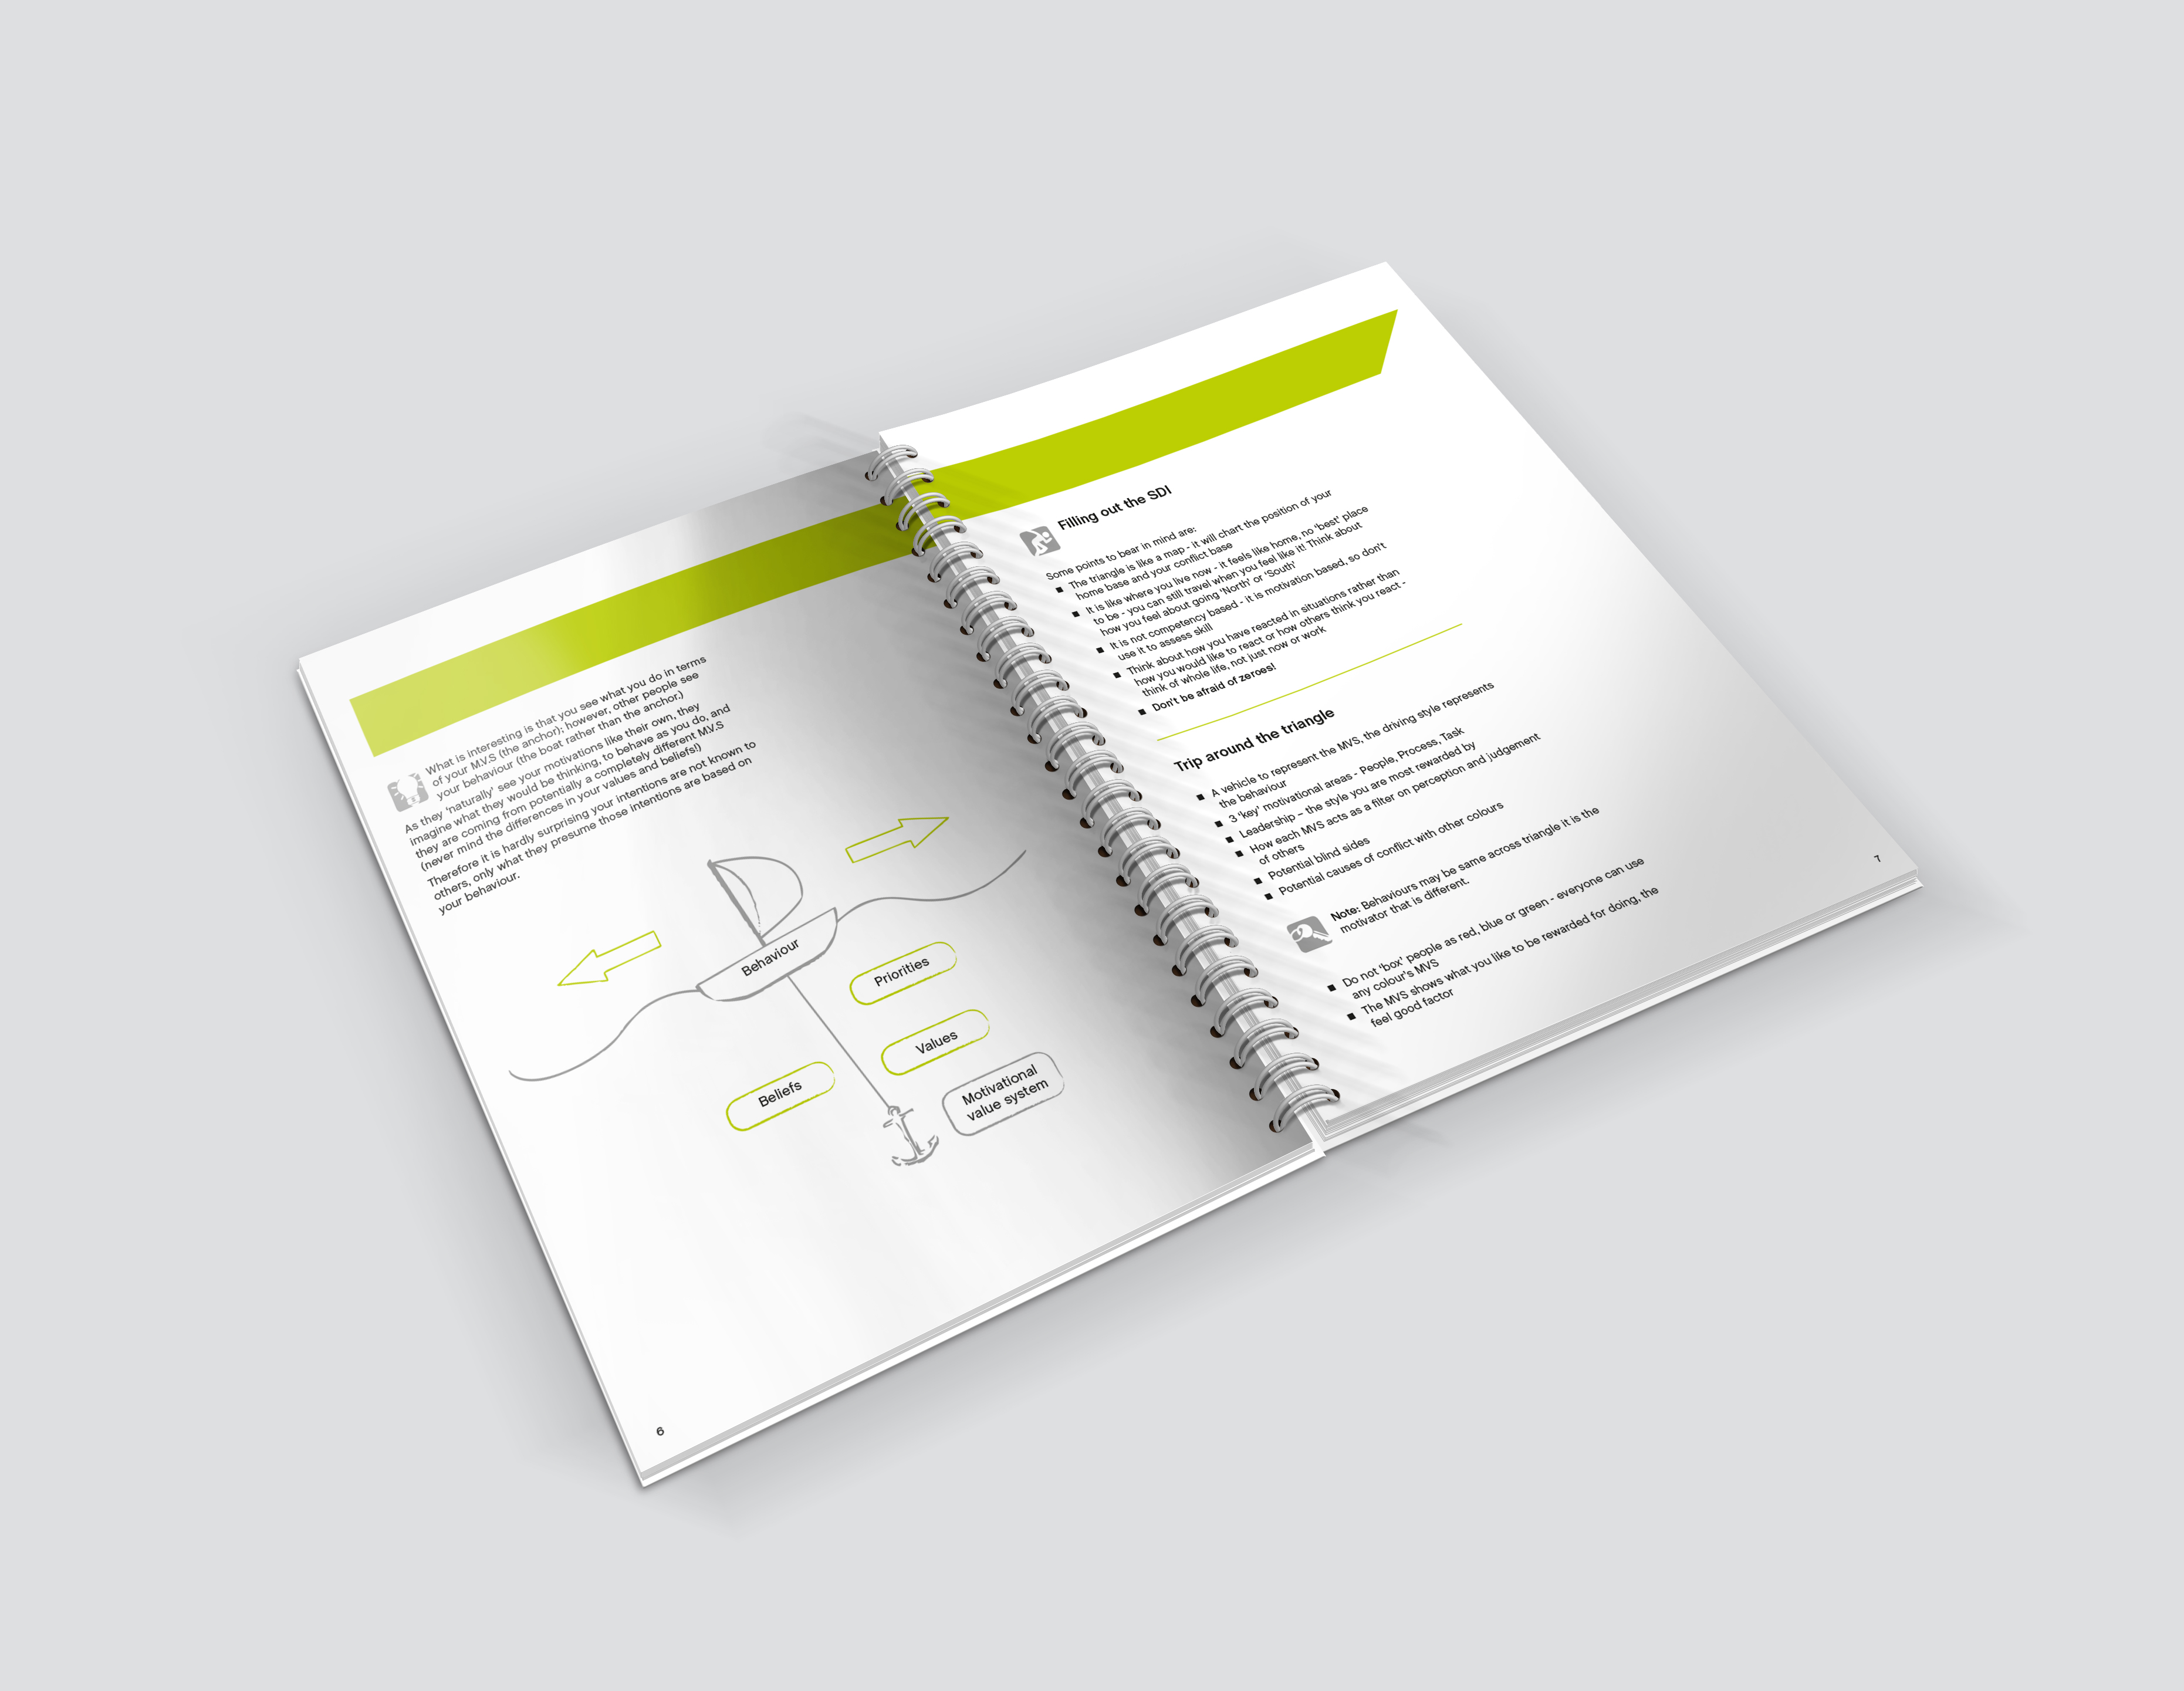 What is interesting is that you see what you do in terms
of your M.V.S (the anchor); however, other people see
your behaviour (the boat rather than the anchor.)
As they ‘naturally’ see your motivations like their own, they
imagine what they would be thinking, to behave as you do, and
they are coming from potentially a completely different M.V.S
(never mind the differences in your values and beliefs!)
Therefore it is hardly surprising your intentions are not known to
others, only what they presume those intentions are based on
your behaviour.
Behaviour
Priorities
Values
Beliefs
Motivational
value system
6
Filling out the SDI
Some points to bear in mind are:
■ The triangle is like a map - it will chart the position of your
home base and your conflict base
■ It is like where you live now - it feels like home, no ‘best’ place
to be - you can still travel when you feel like it! Think about
how you feel about going ‘North’ or ‘South’
■ It is not competency based - it is motivation based, so don't
use it to assess skill
■ Think about how you have reacted in situations rather than
how you would like to react or how others think you react -
think of whole life, not just now or work
■ Don't be afraid of zeroes!
Trip around the triangle
■ A vehicle to represent the MVS, the driving style represents
the behaviour
■ 3 ‘key’ motivational areas - People, Process, Task
■ Leadership – the style you are most rewarded by
■ How each MVS acts as a filter on perception and judgement
of others
■ Potential blind sides
■ Potential causes of conflict with other colours
Note: Behaviours may be same across triangle it is the
motivator that is different.
■ Do not ‘box’ people as red, blue or green - everyone can use
any colour's MVS
■ The MVS shows what you like to be rewarded for doing, the
feel good factor
7